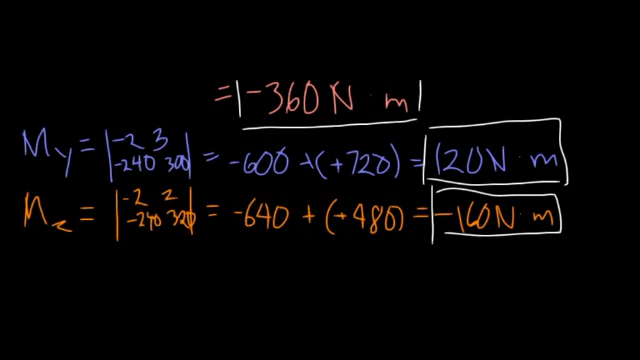 = |-360 N · m|
My = |-2 3 -240 300| = -600 +(+720) = 120 N · m
Mz = |-2 2 -240 320| = -640 + (+480) = -160 N · m